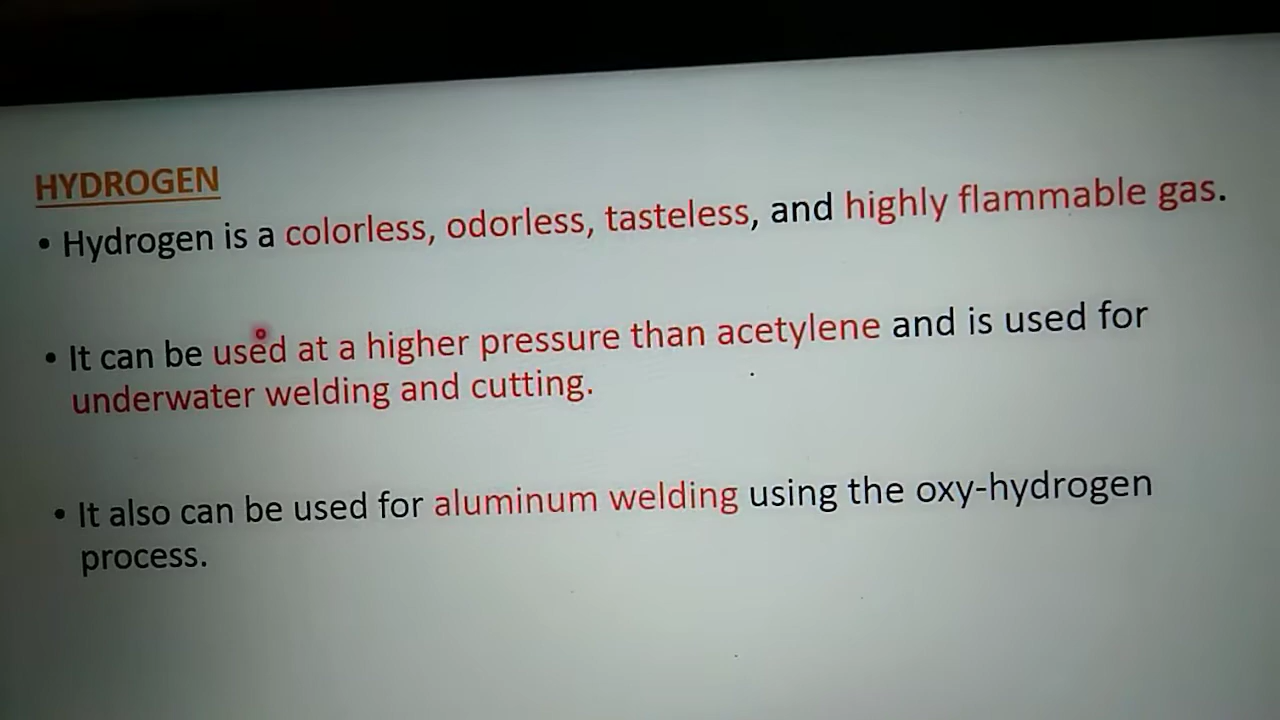 HYDROGEN
• Hydrogen is a colorless, odorless, tasteless, and highly flammable gas.
• It can be used at a higher pressure than acetylene and is used for
underwater welding and cutting.
• It also can be used for aluminum welding using the oxy-hydrogen
process.